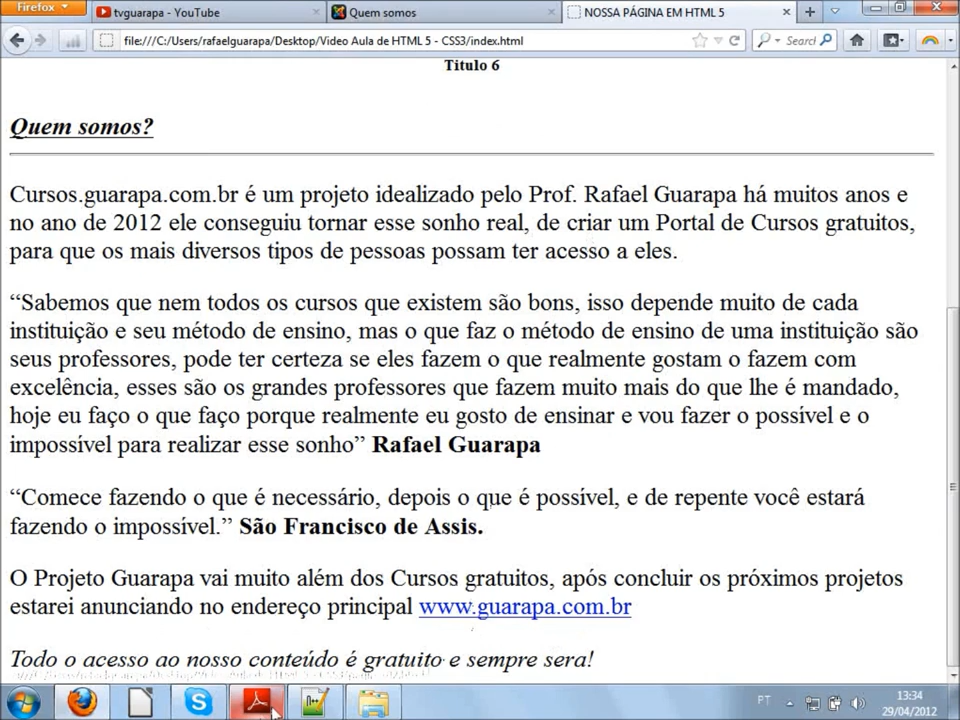 Firefox
tvguarapa - YouTube
Quem somos
NOSSA PÁGINA EM HTML 5
file:///C:/Users/rafaelguarapa/Desktop/Video Aula de HTML 5 - CSS3/index.html
Search
Titulo 6
Quem somos?
Cursos.guarapa.com.br é um projeto idealizado pelo Prof. Rafael Guarapa há muitos anos e
no ano de 2012 ele conseguiu tornar esse sonho real, de criar um Portal de Cursos gratuitos,
para que os mais diversos tipos de pessoas possam ter acesso a eles.
“Sabemos que nem todos os cursos que existem são bons, isso depende muito de cada
instituição e seu método de ensino, mas o que faz o método de ensino de uma instituição são
seus professores, pode ter certeza se eles fazem o que realmente gostam o fazem com
excelência, esses são os grandes professores que fazem muito mais do que lhe é mandado,
hoje eu faço o que faço porque realmente eu gosto de ensinar e vou fazer o possível e o
impossível para realizar esse sonho” Rafael Guarapa
“Comece fazendo o que é necessário, depois o que é possível, e de repente você estará
fazendo o impossível.” São Francisco de Assis.
O Projeto Guarapa vai muito além dos Cursos gratuitos, após concluir os próximos projetos
estarei anunciando no endereço principal www.guarapa.com.br
Todo o acesso ao nosso conteúdo é gratuito e sempre sera!
PT
13:34
29/04/2012